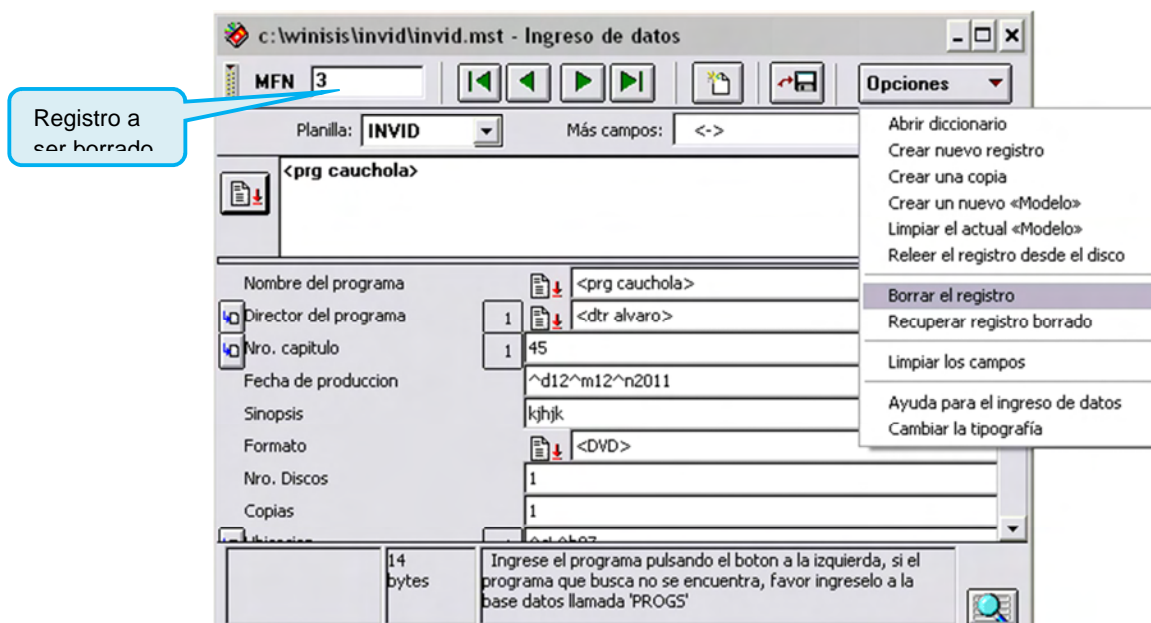 c:\winisis\invid\invid.mst - Ingreso de datos
MFN 3
Opciones
Registro a
ser borrado
Planilla: INVID
Más campos: <->
<prg cauchola>
Abrir diccionario
Crear nuevo registro
Crear una copia
Crear un nuevo «Modelo»
Limpiar el actual «Modelo»
Releer el registro desde el disco
Borrar el registro
Recuperar registro borrado
Limpiar los campos
Ayuda para el ingreso de datos
Cambiar la tipografía
Nombre del programa <prg cauchola>
Director del programa 1 <dtr alvaro>
Nro. capitulo 1 45
Fecha de produccion ^d12^m12^n2011
Sinopsis kjhjk
Formato <DVD>
Nro. Discos 1
Copias 1
Ubicacion
14
bytes
Ingrese el programa pulsando el boton a la izquierda, si el
programa que busca no se encuentra, favor ingreselo a la
base datos llamada 'PROGS'